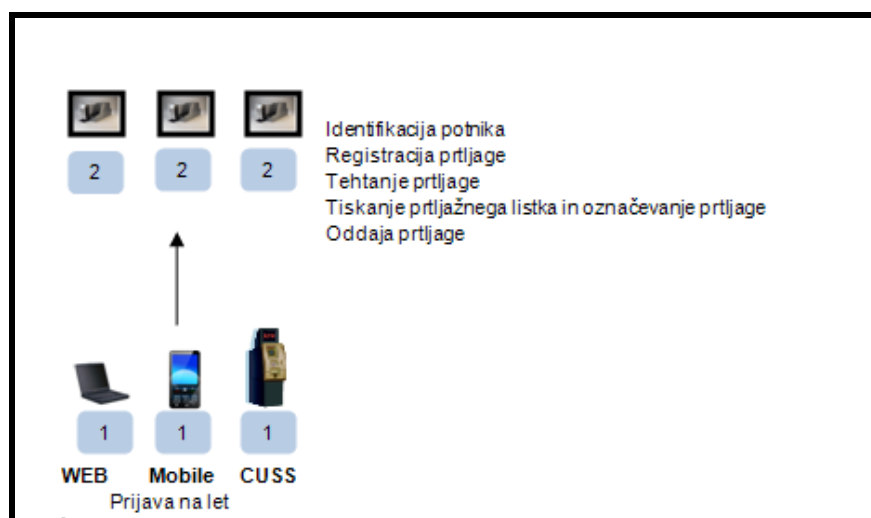 2 2 2
Identifikacija potnika
Registracija prtljage
Tehtanje prtljage
Tiskanje prtljažnega listka in označevanje prtljage
Oddaja prtljage
1 1 1
WEB Mobile CUSS
Prijava na let